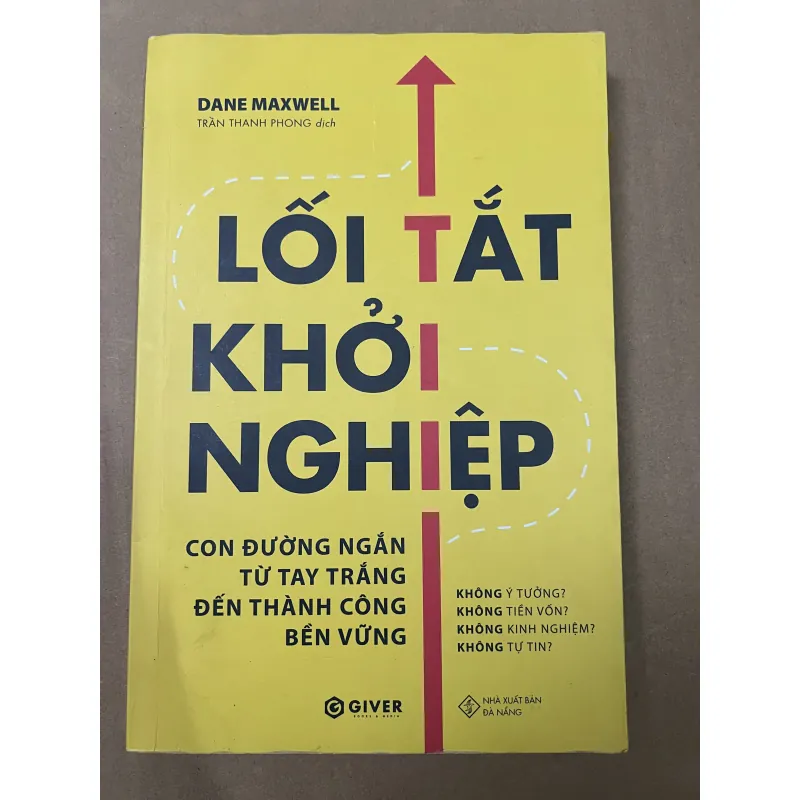 DANE MAXWELL
TRẦN THANH PHONG dịch
LỐI TẮT
KHỞI
NGHIỆP
CON ĐƯỜNG NGẮN
TỪ TAY TRẮNG
ĐẾN THÀNH CÔNG
BỀN VỮNG
KHÔNG Ý TƯỞNG?
KHÔNG TIỀN VỐN?
KHÔNG KINH NGHIỆM?
KHÔNG TỰ TIN?
GIVER
BOOKS & MEDIA
NHÀ XUẤT BẢN
ĐÀ NẴNG